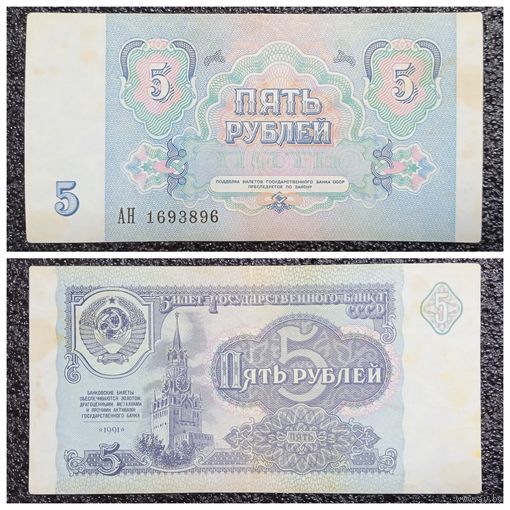 5 5
ПЯТЬ
РУБЛЕЙ
ПОДДЕЛКА БИЛЕТОВ ГОСУДАРСТВЕННОГО БАНКА СССР
ПРЕСЛЕДУЕТСЯ ПО ЗАКОНУ
5
АН 1693896
БИЛЕТ ГОСУДАРСТВЕННОГО БАНКА
СССР
5
5
ПЯТЬ РУБЛЕЙ
БАНКОВСКИЕ БИЛЕТЫ
ОБЕСПЕЧИВАЮТСЯ ЗОЛОТОМ,
ДРАГОЦЕННЫМИ МЕТАЛЛАМИ
И ПРОЧИМИ АКТИВАМИ
ГОСУДАРСТВЕННОГО БАНКА
*1991*
5
ПЯТЬ